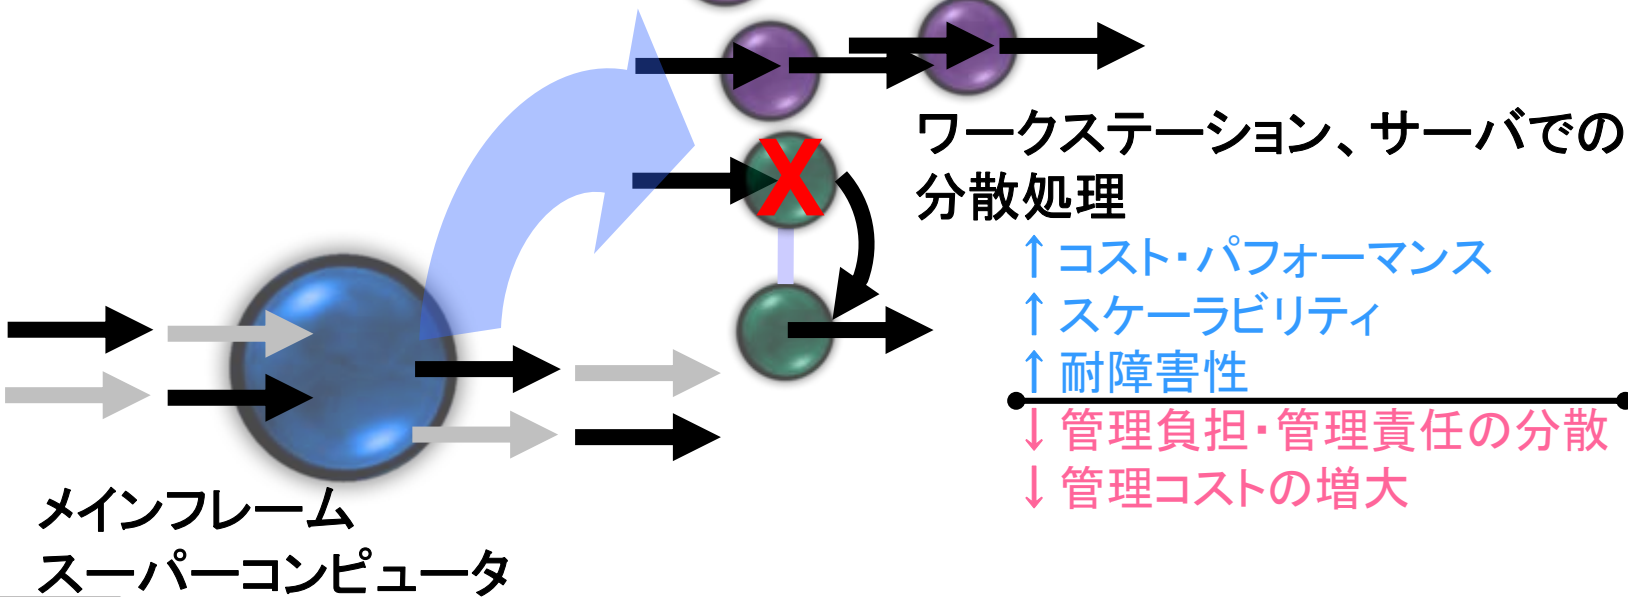 ワークステーション、サーバでの
分散処理
↑コスト・パフォーマンス
↑スケーラビリティ
↑耐障害性
↓管理負担・管理責任の分散
↓管理コストの増大
X
メインフレーム
スーパーコンピュータ